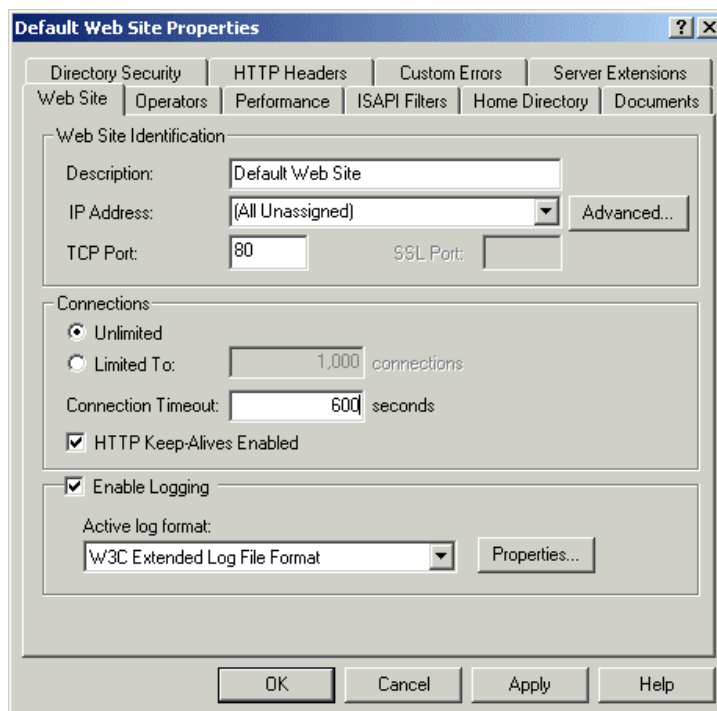 Default Web Site Properties ? X
Directory Security HTTP Headers Custom Errors Server Extensions
Web Site Operators Performance ISAPI Filters Home Directory Documents
Web Site Identification
Description: Default Web Site
IP Address: (All Unassigned) Advanced...
TCP Port: 80 SSL Port:
Connections
Unlimited
Limited To: 1,000 connections
Connection Timeout: 600 seconds
HTTP Keep-Alives Enabled
Enable Logging
Active log format:
W3C Extended Log File Format Properties...
OK Cancel Apply Help